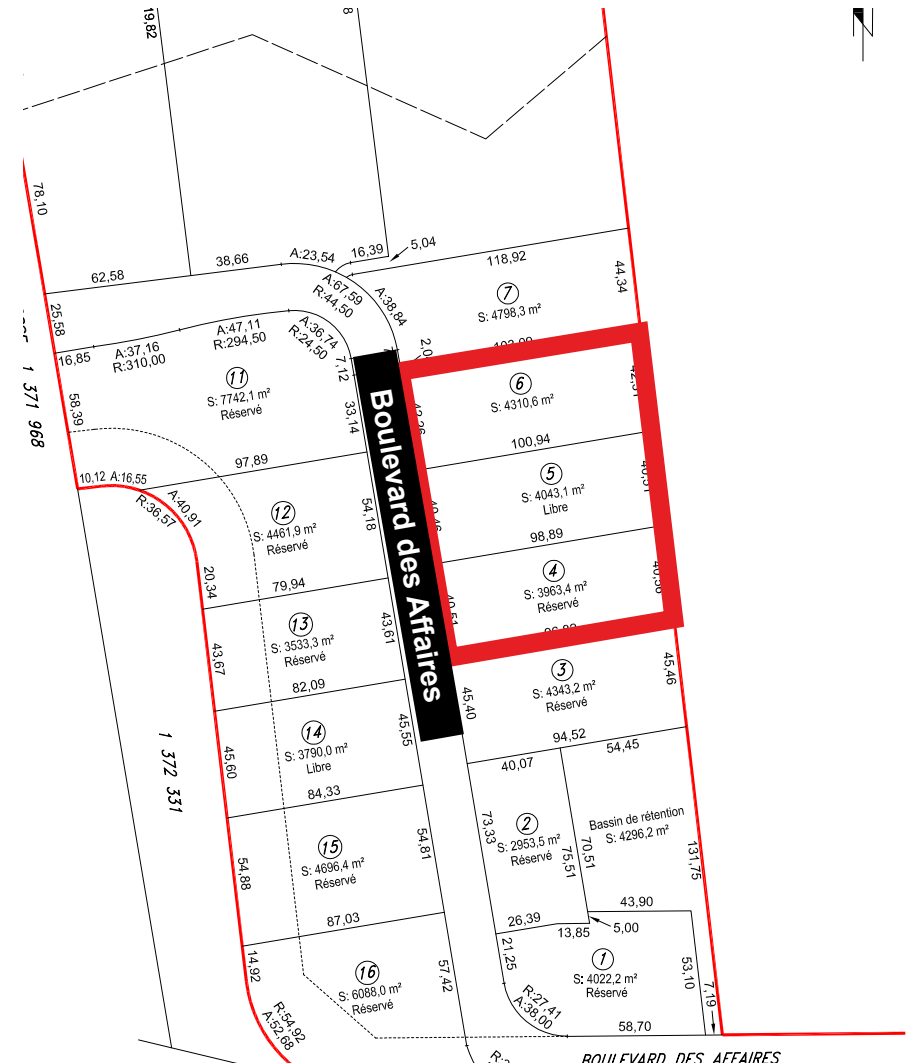 19,82
8
N
78,10
62,58
38,66
A:23,54
16,39
5,04
118,92
44,34
A:67,59
R:44,50
A:38,84
7
S: 4798,3 m²
25,58
16,85
A:37,16
R:310,00
A:47,11
R:294,50
A:36,74
R:24,50
7,12
1 371 968
58,39
11
S: 7742,1 m²
Réservé
33,14
6
S: 4310,6 m²
100,94
10,12
A:16,55
97,89
A:40,91
R:36,57
12
S: 4461,9 m²
Réservé
54,18
Boulevard des Affaires
5
S: 4043,1 m²
Libre
98,89
20,34
79,94
4
S: 3963,4 m²
Réservé
43,67
13
S: 3533,3 m²
Réservé
43,61
82,09
3
S: 4343,2 m²
Réservé
45,46
45,40
1 372 331
45,60
14
S: 3790,0 m²
Libre
45,55
84,33
94,52
40,07
54,45
73,33
2
S: 2953,5 m²
Réservé
75,51
70,51
Bassin de rétention
S: 4296,2 m²
131,75
54,88
15
S: 4696,4 m²
Réservé
54,81
87,03
26,39
13,85
5,00
43,90
14,92
16
S: 6088,0 m²
Réservé
57,42
21,25
1
S: 4022,2 m²
Réservé
53,10
7,19
R:54,92
A:52,68
R:27,41
A:38,00
58,70
BOULEVARD DES AFFAIRES